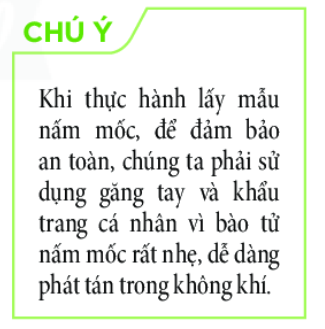 CHÚ Ý
Khi thực hành lấy mẫu
nấm mốc, để đảm bảo
an toàn, chúng ta phải sử
dụng găng tay và khẩu
trang cá nhân vì bào tử
nấm mốc rất nhẹ, dễ dàng
phát tán trong không khí.